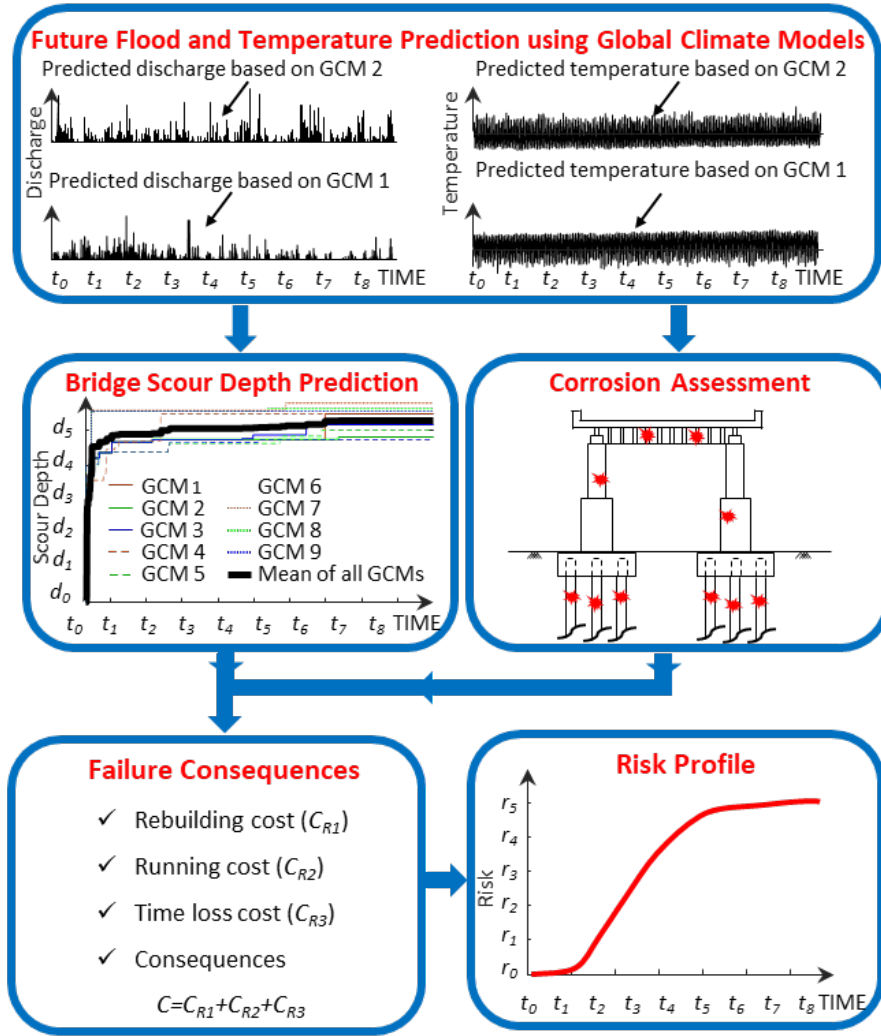 Future Flood and Temperature Prediction using Global Climate Models
Predicted discharge based on GCM 2
Discharge
Predicted discharge based on GCM 1
t0 t1 t2 t3 t4 t5 t6 t7 t8 TIME
Predicted temperature based on GCM 2
Temperature
Predicted temperature based on GCM 1
t0 t1 t2 t3 t4 t5 t6 t7 t8 TIME
Bridge Scour Depth Prediction
Scour Depth
d5
d4
d3
d2
d1
d0
GCM 1
GCM 2
GCM 3
GCM 4
GCM 5
GCM 6
GCM 7
GCM 8
GCM 9
Mean of all GCMs
t0 t1 t2 t3 t4 t5 t6 t7 t8 TIME
Corrosion Assessment
Failure Consequences
✓ Rebuilding cost (CR1)
✓ Running cost (CR2)
✓ Time loss cost (CR3)
✓ Consequences
C=CR1+CR2+CR3
Risk Profile
Risk
r5
r4
r3
r2
r1
r0
t0 t1 t2 t3 t4 t5 t6 t7 t8 TIME